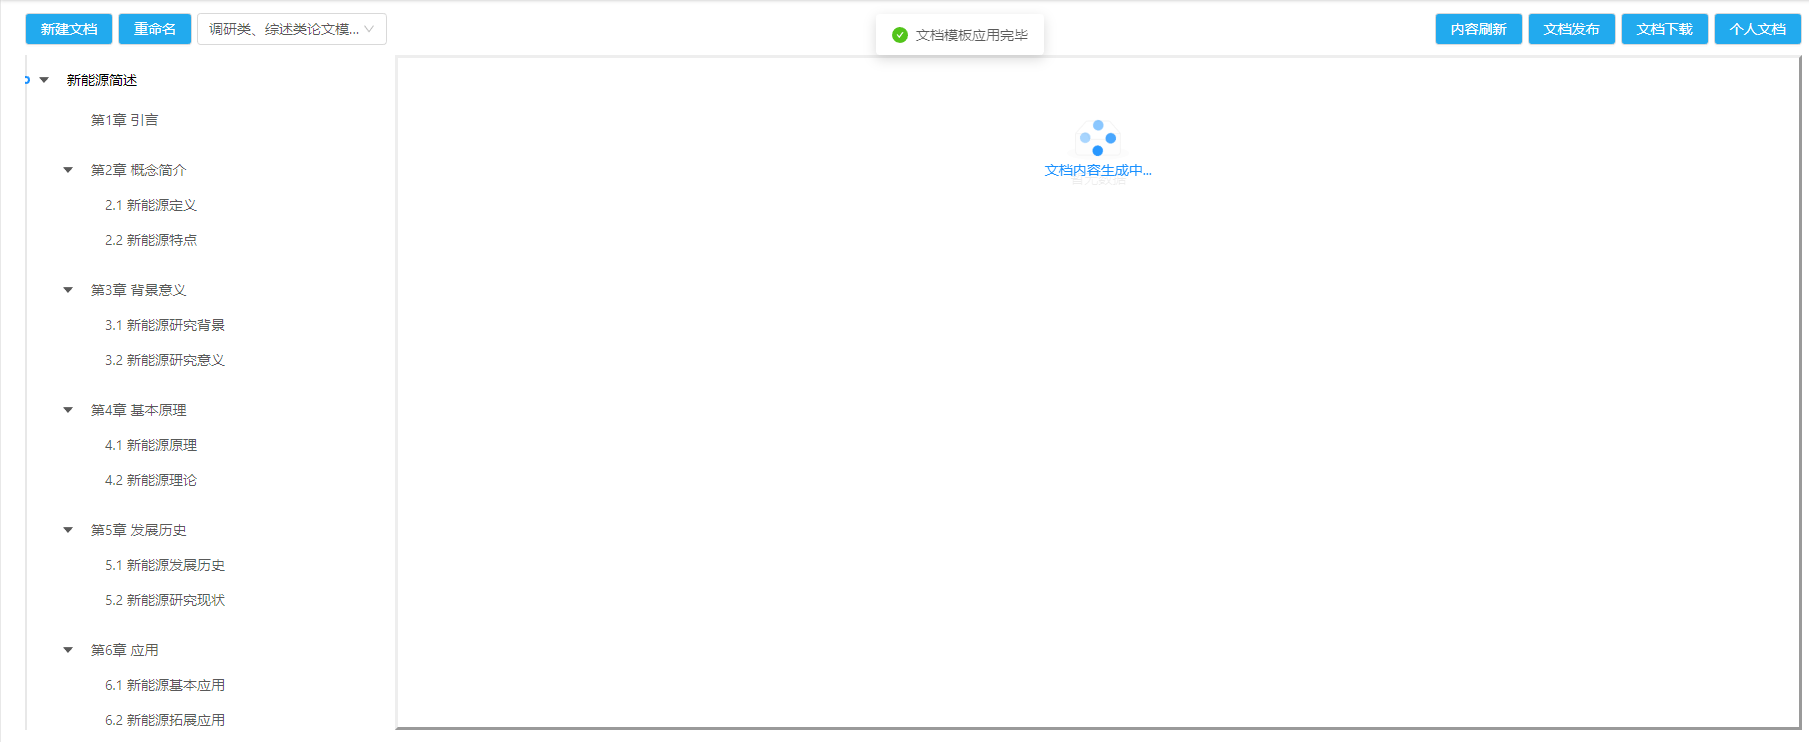 新建文档 重命名 调研类、综述类论文模... 文档模板应用完毕 内容刷新 文档发布 文档下载 个人文档
新能源简述
第1章 引言
第2章 概念简介
2.1 新能源定义
2.2 新能源特点
第3章 背景意义
3.1 新能源研究背景
3.2 新能源研究意义
第4章 基本原理
4.1 新能源原理
4.2 新能源理论
第5章 发展历史
5.1 新能源发展历史
5.2 新能源研究现状
第6章 应用
6.1 新能源基本应用
6.2 新能源拓展应用
文档内容生成中...